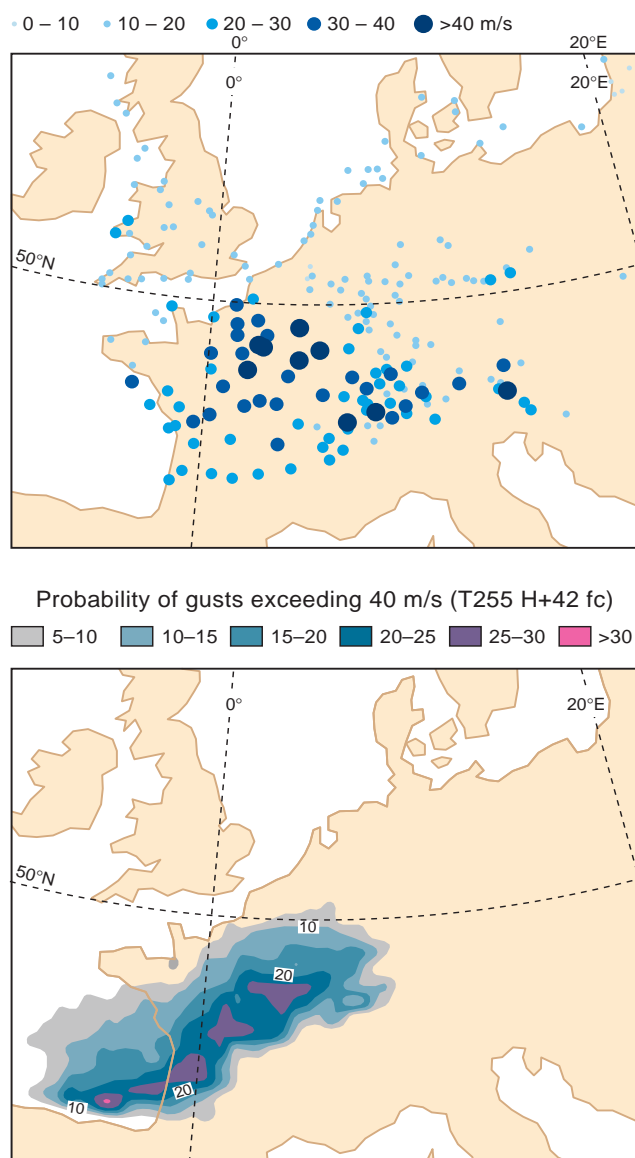 0 – 10 10 – 20 20 – 30 30 – 40 >40 m/s
0° 20°E
0° 20°E
50°N
Probability of gusts exceeding 40 m/s (T255 H+42 fc)
5–10 10–15 15–20 20–25 25–30 >30
0° 20°E
50°N
10
20
20
10